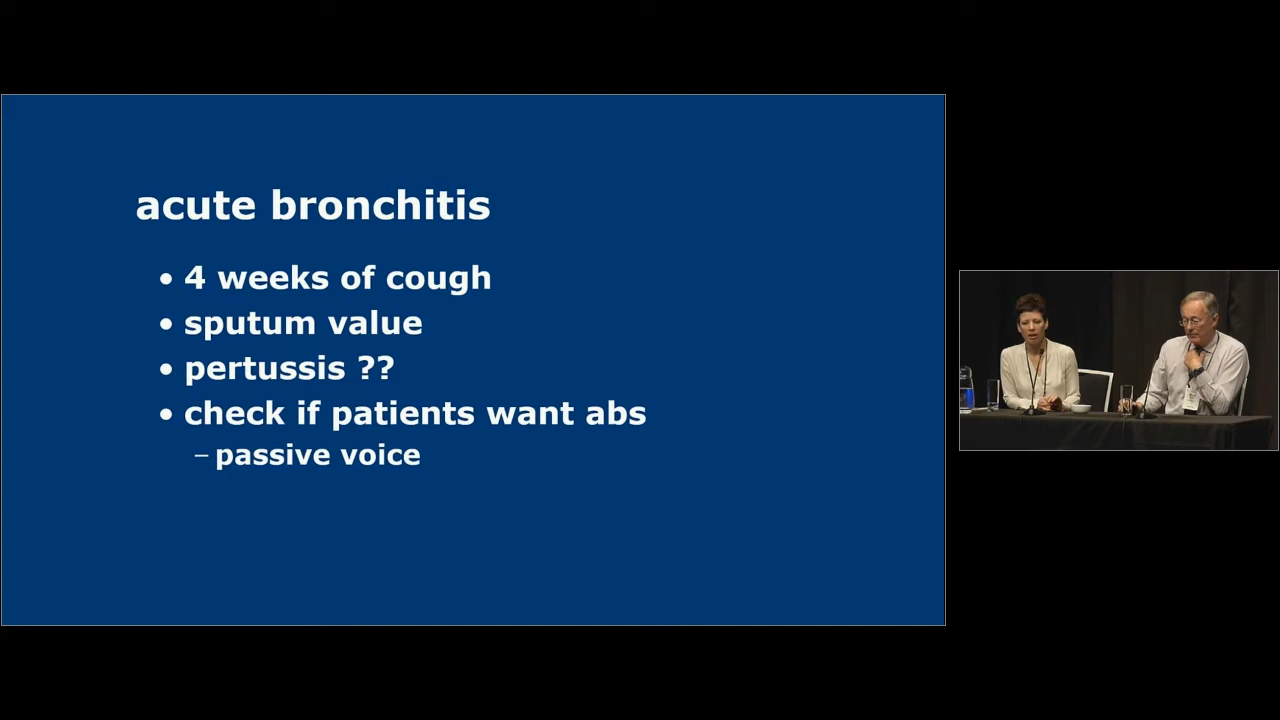 acute bronchitis
• 4 weeks of cough
• sputum value
• pertussis ??
• check if patients want abs
– passive voice